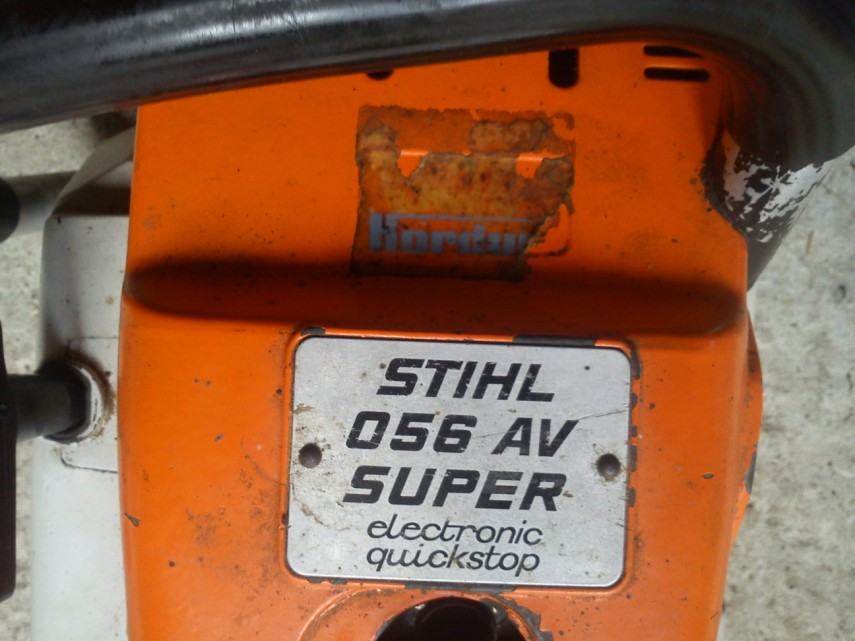 STIHL
056 AV
SUPER
electronic
quickstop